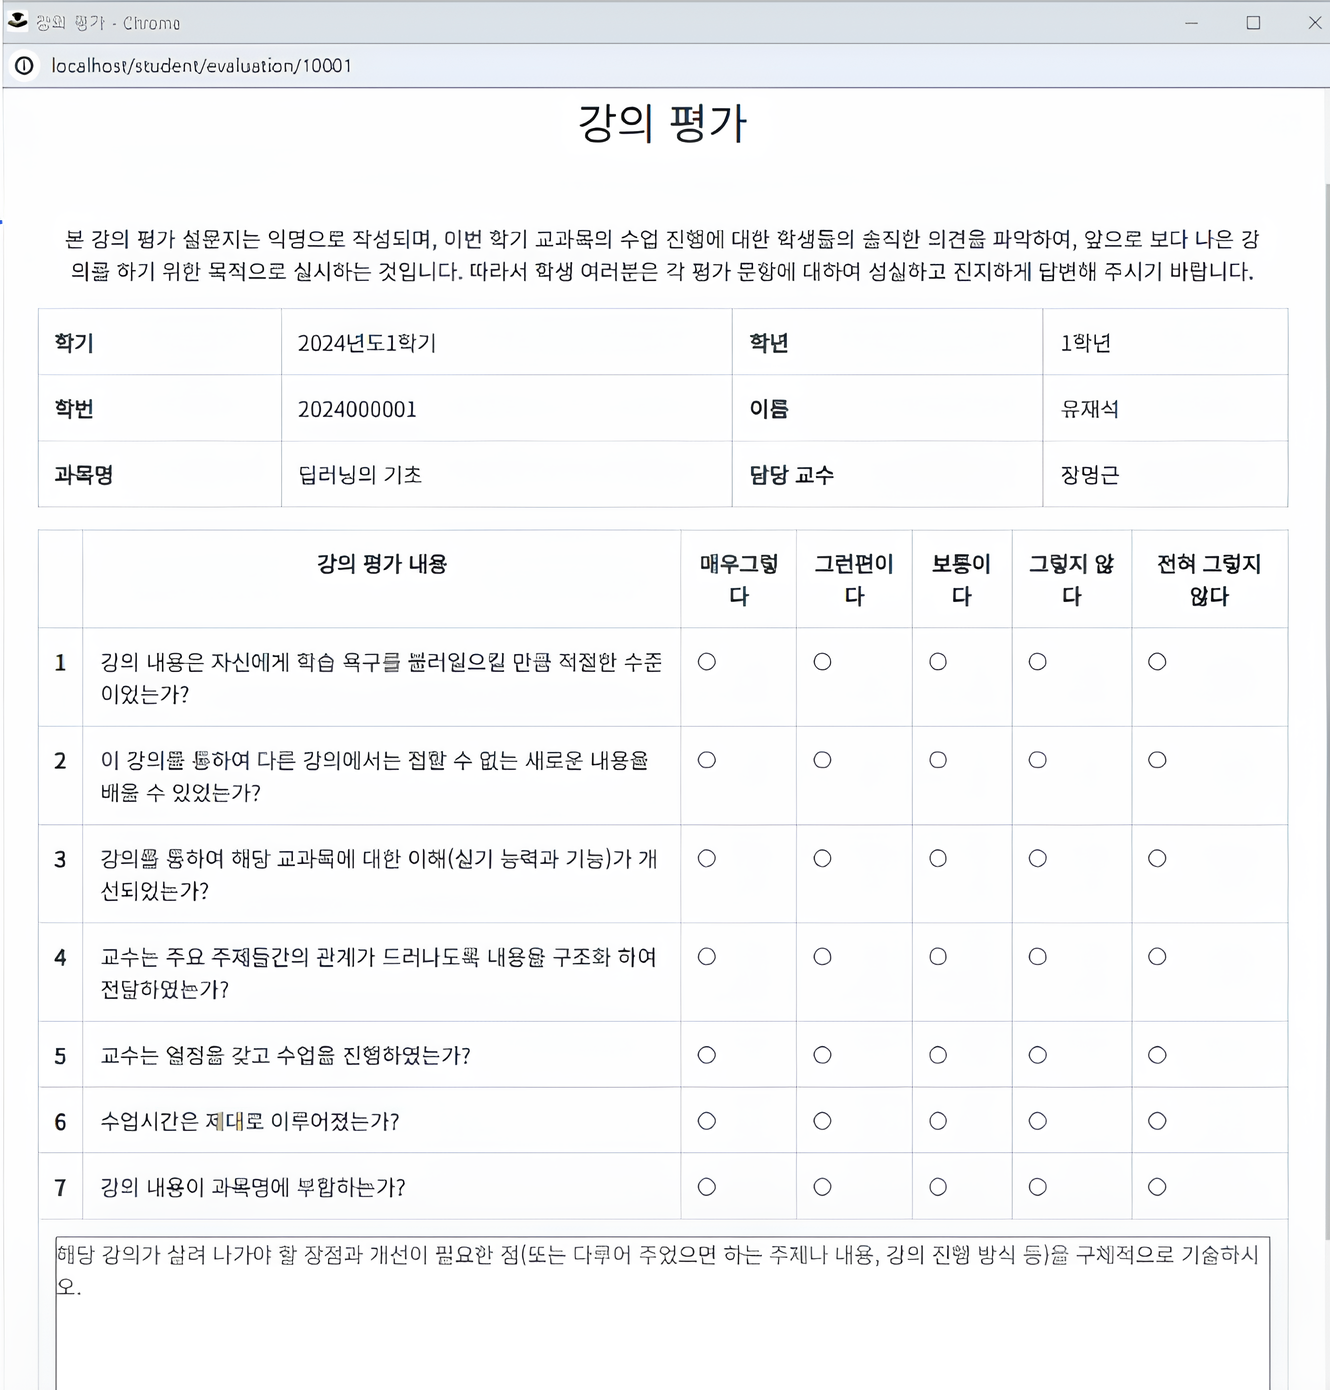 강의 평가 - Chrome
localhost/student/evaluation/10001
강의 평가
본 강의 평가 설문지는 익명으로 작성되며, 이번 학기 교과목의 수업 진행에 대한 학생들의 솔직한 의견을 파악하여, 앞으로 보다 나은 강
의를 하기 위한 목적으로 실시하는 것입니다. 따라서 학생 여러분은 각 평가 문항에 대하여 성실하고 진지하게 답변해 주시기 바랍니다.
학기 2024년도1학기 학년 1학년
학번 2024000001 이름 유재석
과목명 딥러닝의 기초 담당 교수 장명근
강의 평가 내용 매우그렇 그런편이 보통이 그렇지 않 전혀 그렇지
다 다 다 다 않다
1 강의 내용은 자신에게 학습 욕구를 불러일으킬 만큼 적절한 수준
이었는가?
2 이 강의를 통하여 다른 강의에서는 접할 수 없는 새로운 내용을
배울 수 있었는가?
3 강의를 통하여 해당 교과목에 대한 이해(실기 능력과 기능)가 개
선되었는가?
4 교수는 주요 주제들간의 관계가 드러나도록 내용을 구조화 하여
전달하였는가?
5 교수는 열정을 갖고 수업을 진행하였는가?
6 수업시간은 제대로 이루어졌는가?
7 강의 내용이 과목명에 부합하는가?
해당 강의가 살려 나가야 할 장점과 개선이 필요한 점(또는 다루어 주었으면 하는 주제나 내용, 강의 진행 방식 등)을 구체적으로 기술하시
오.